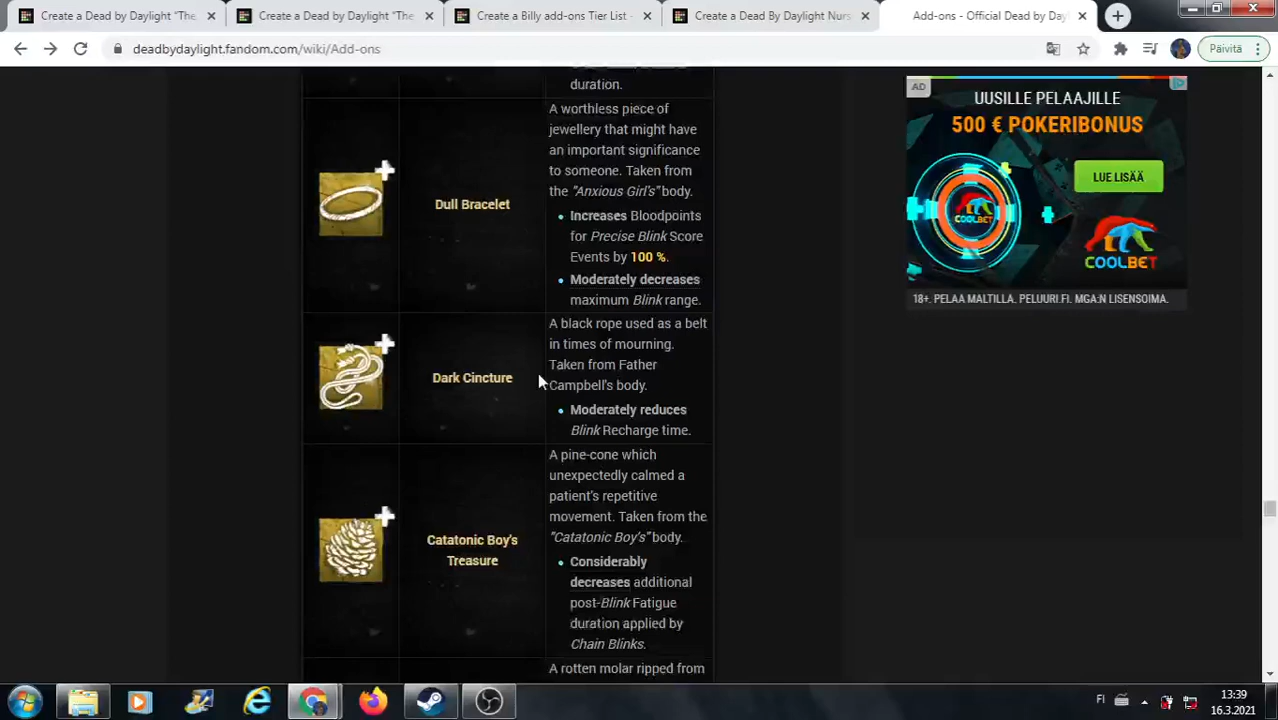 Create a Dead by Daylight "The
Create a Dead by Daylight "The
Create a Billy add-ons Tier List -
Create a Dead By Daylight Nurs
Add-ons - Official Dead by Day
deadbydaylight.fandom.com/wiki/Add-ons
Päivitä
duration.
A worthless piece of
jewellery that might have
an important significance
to someone. Taken from
the "Anxious Girl's" body.
Dull Bracelet
• Increases Bloodpoints
for Precise Blink Score
Events by 100 %.
• Moderately decreases
maximum Blink range.
A black rope used as a belt
in times of mourning.
Taken from Father
Campbell's body.
Dark Cincture
• Moderately reduces
Blink Recharge time.
A pine-cone which
unexpectedly calmed a
patient's repetitive
movement. Taken from the
"Catatonic Boy's" body.
Catatonic Boy's
Treasure
• Considerably
decreases additional
post-Blink Fatigue
duration applied by
Chain Blinks.
A rotten molar ripped from
AD
UUSILLE PELAAJILLE
500 € POKERIBONUS
LUE LISÄÄ
COOLBET
COOLBET
18+. PELAA MALTILLA. PELUURI.FI. MGA:N LISENSOIMA.
FI
13:39
16.3.2021